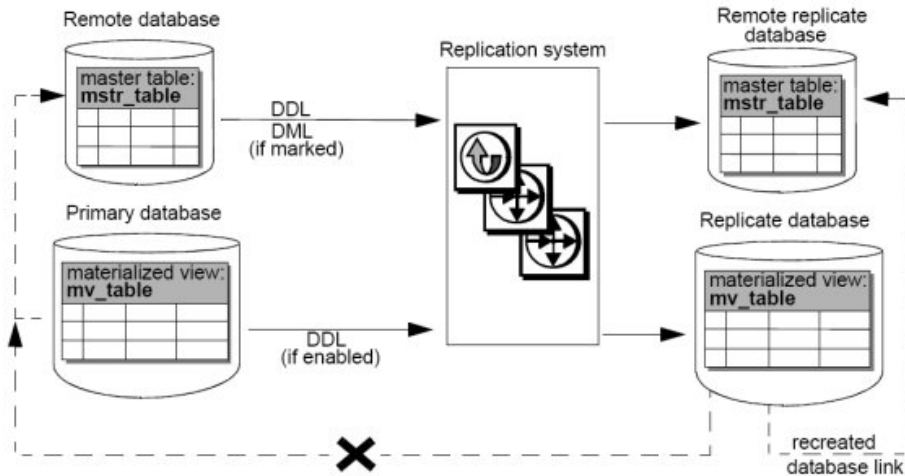 Remote database
master table:
mstr_table
DDL
DML
(if marked)
Replication system
Remote replicate
database
master table:
mstr_table
Primary database
materialized view:
mv_table
DDL
(if enabled)
Replicate database
materialized view:
mv_table
recreated
database link